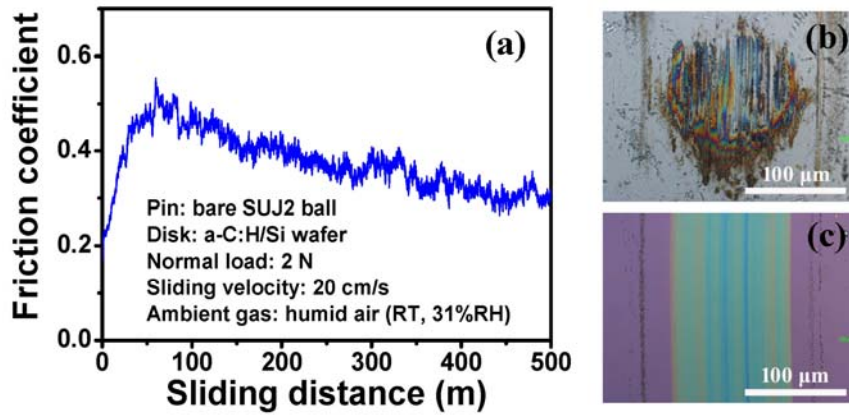 (a)
0.6
0.4
0.2
0.0
Friction coefficient
Pin: bare SUJ2 ball
Disk: a-C:H/Si wafer
Normal load: 2 N
Sliding velocity: 20 cm/s
Ambient gas: humid air (RT, 31%RH)
0 100 200 300 400 500
Sliding distance (m)
(b)
100 µm
(c)
100 µm